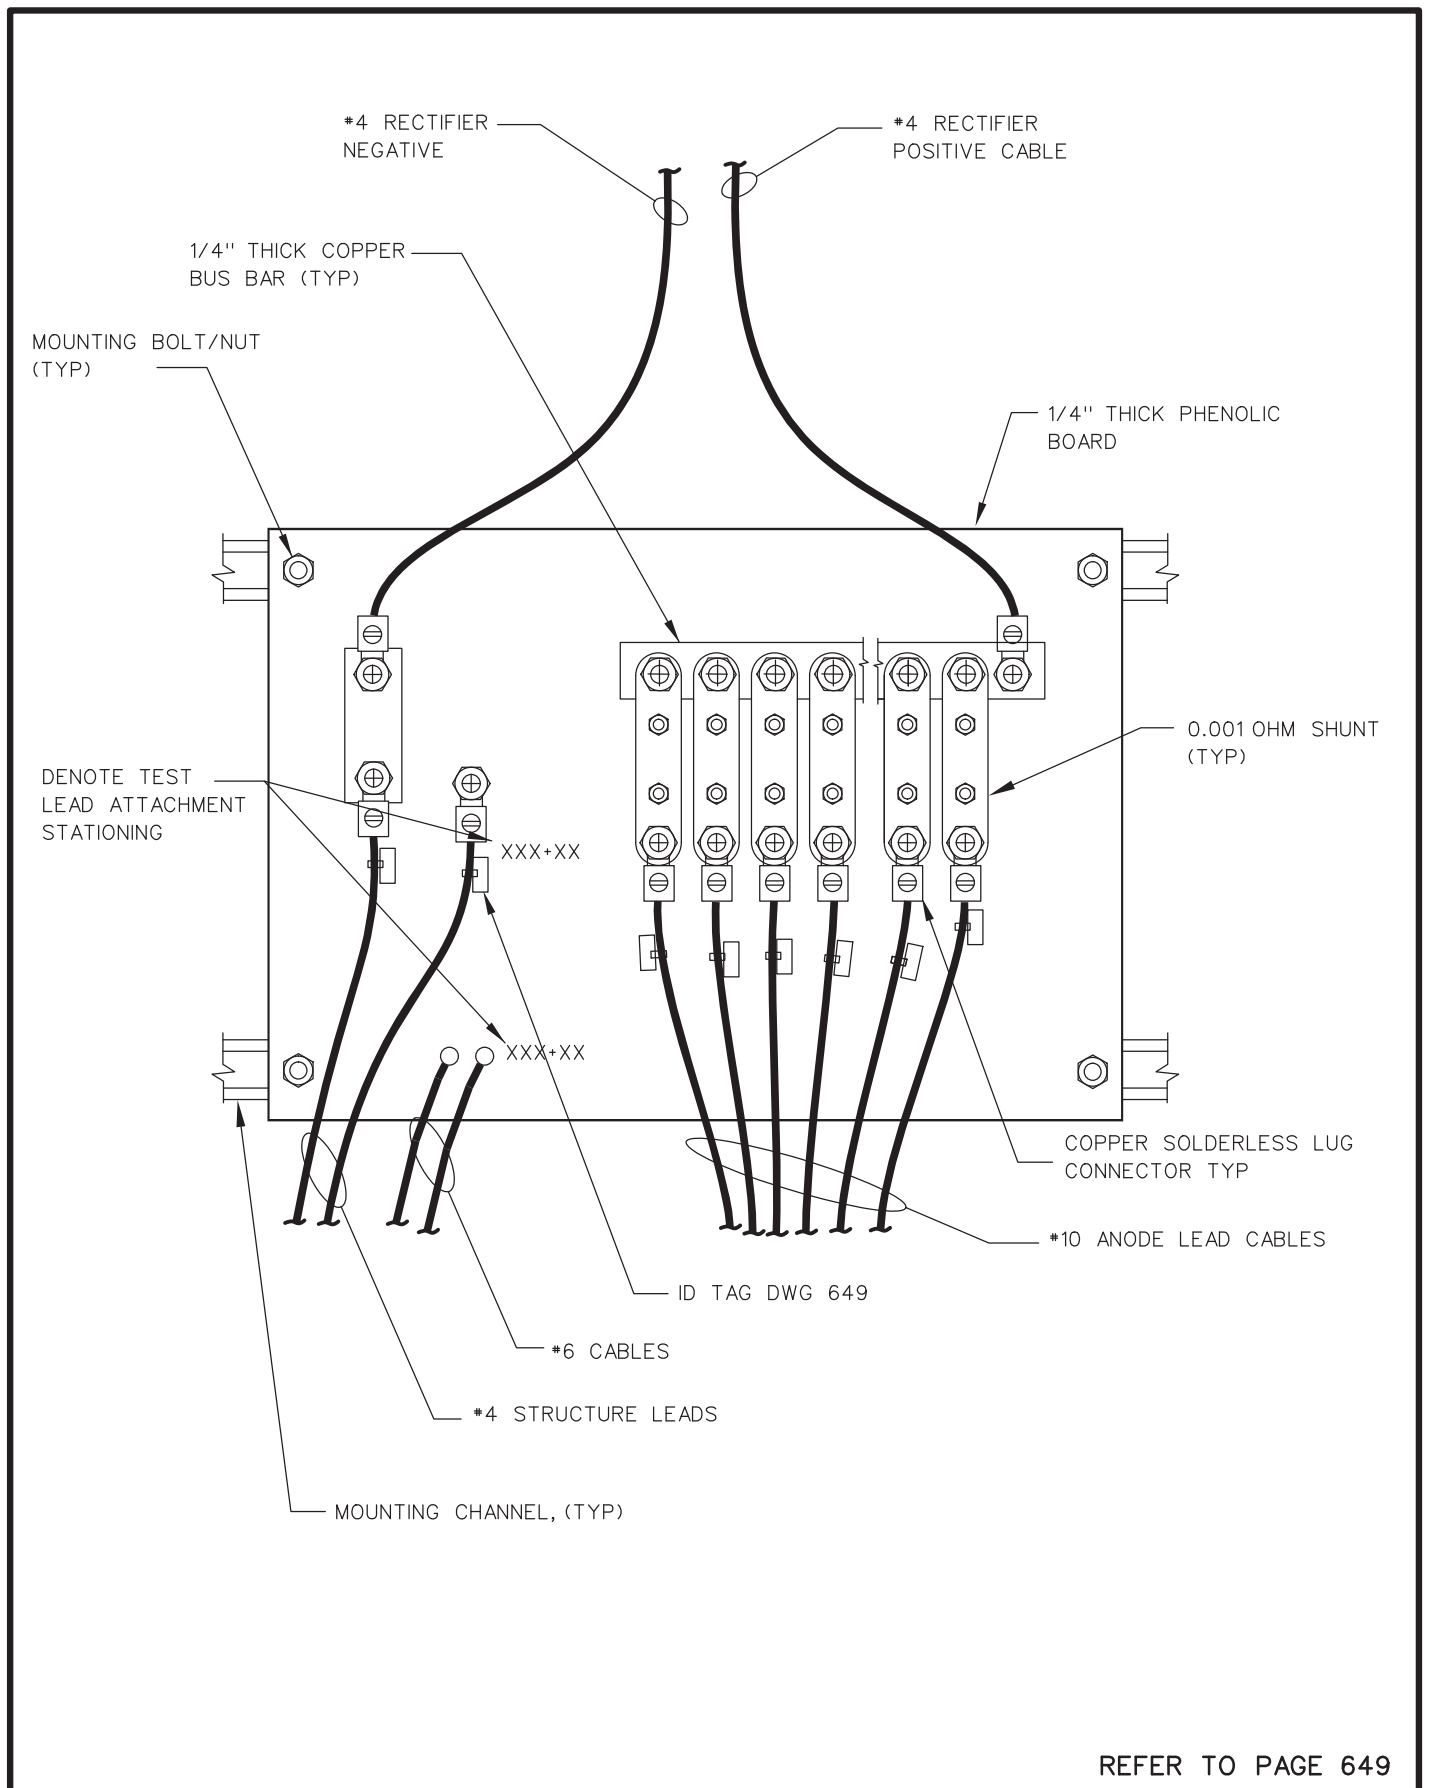 #4 RECTIFIER
NEGATIVE
#4 RECTIFIER
POSITIVE CABLE
1/4" THICK COPPER
BUS BAR (TYP)
MOUNTING BOLT/NUT
(TYP)
1/4" THICK PHENOLIC
BOARD
0.001 OHM SHUNT
(TYP)
DENOTE TEST
LEAD ATTACHMENT
STATIONING
XXX+XX
XXX+XX
COPPER SOLDERLESS LUG
CONNECTOR TYP
#10 ANODE LEAD CABLES
ID TAG DWG 649
#6 CABLES
#4 STRUCTURE LEADS
MOUNTING CHANNEL, (TYP)
REFER TO PAGE 649